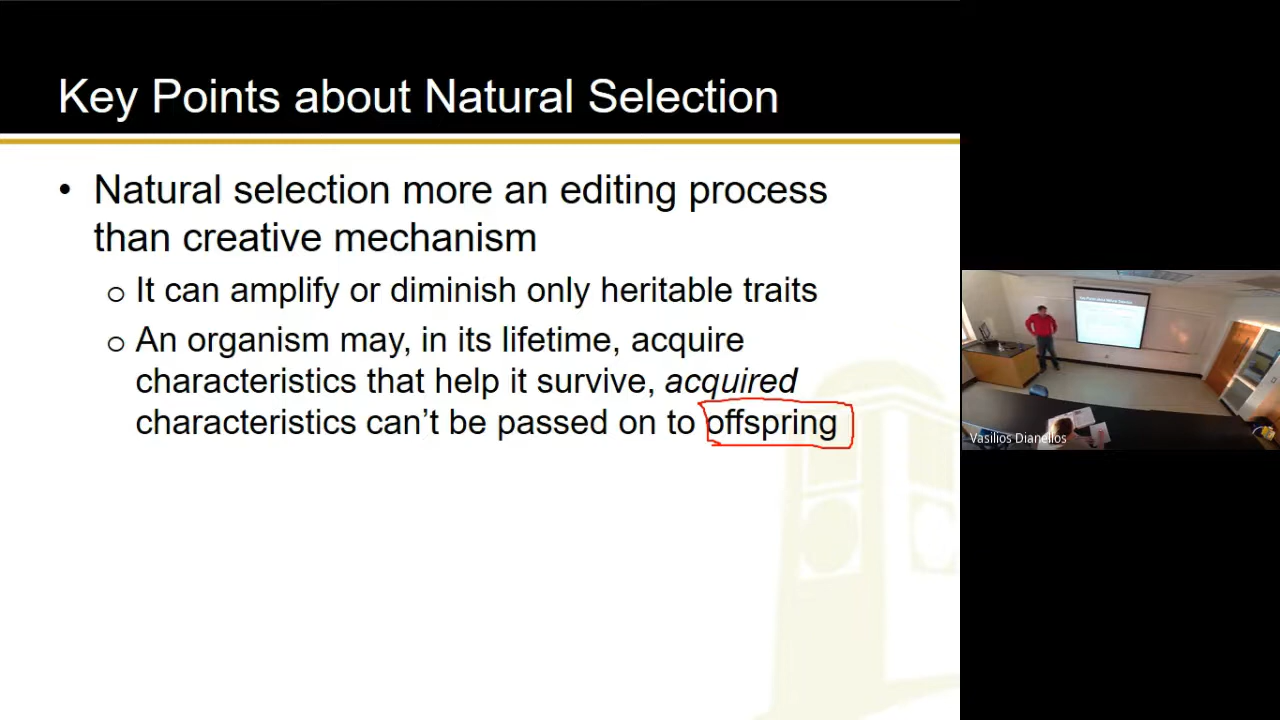 Key Points about Natural Selection
• Natural selection more an editing process
than creative mechanism
o It can amplify or diminish only heritable traits
o An organism may, in its lifetime, acquire
characteristics that help it survive, acquired
characteristics can't be passed on to offspring
Vasilios Dianellos